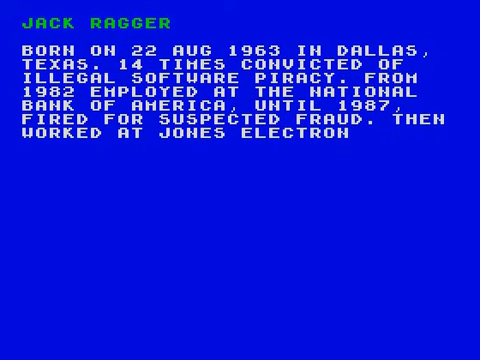 JACK RAGGER
BORN ON 22 AUG 1963 IN DALLAS,
TEXAS. 14 TIMES CONVICTED OF
ILLEGAL SOFTWARE PIRACY. FROM
1982 EMPLOYED AT THE NATIONAL
BANK OF AMERICA, UNTIL 1987,
FIRED FOR SUSPECTED FRAUD. THEN
WORKED AT JONES ELECTRON